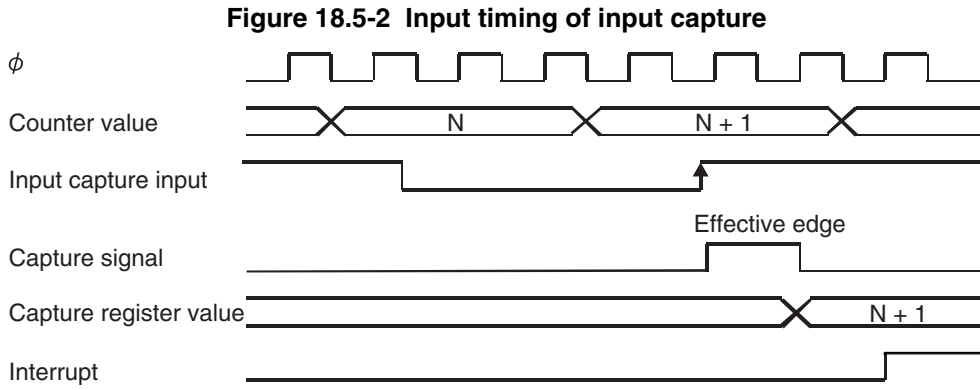 Figure 18.5-2 Input timing of input capture
ϕ
Counter value N N + 1
Input capture input
Effective edge
Capture signal
Capture register value N + 1
Interrupt